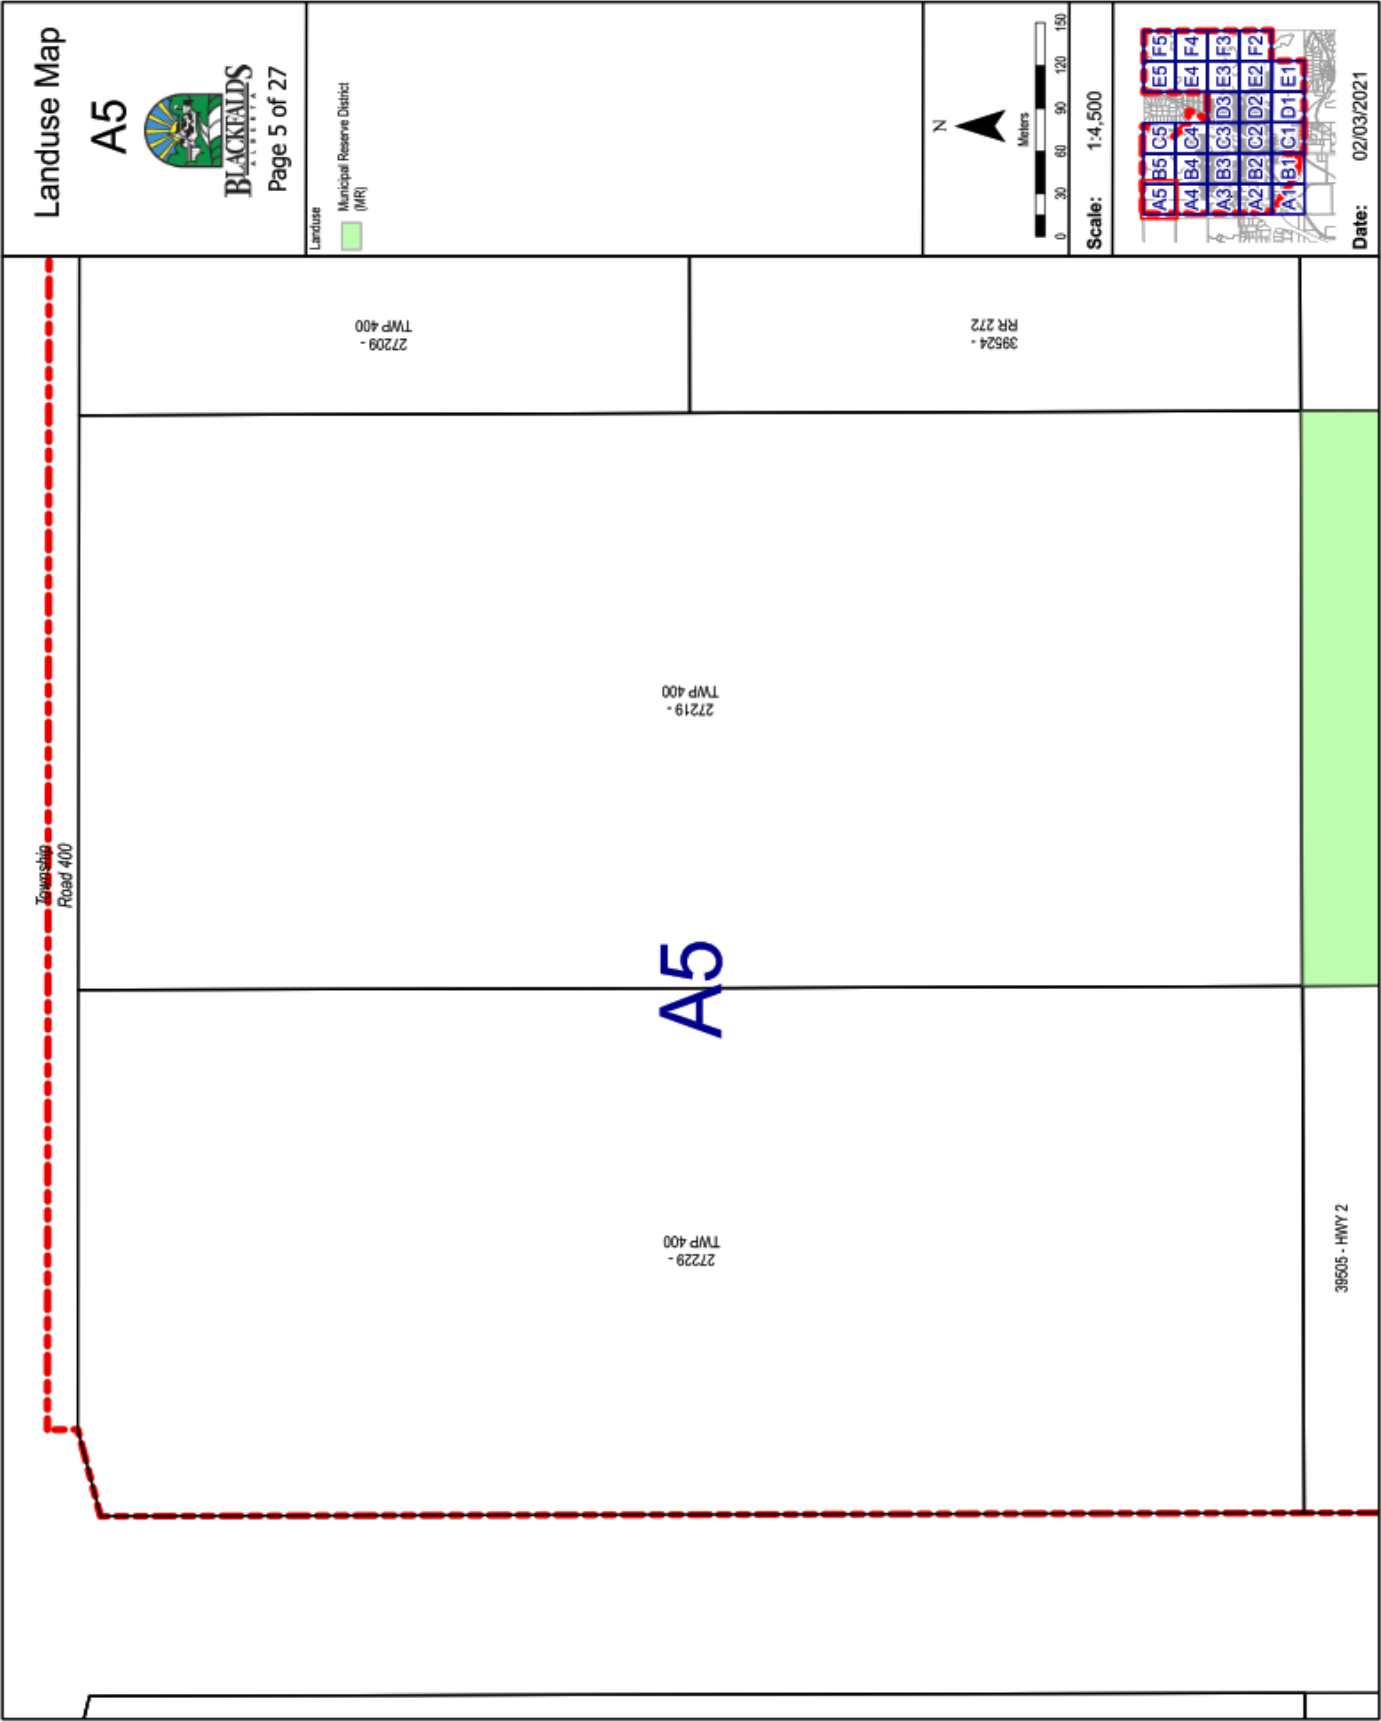 Landuse Map
A5
BLACKFALDS
ALBERTA
Page 5 of 27
Landuse
Municipal Reserve District
(MR)
N
Meters
0 30 60 90 120 150
Scale: 1:4,500
A5 B5 C5 E5 F5
A4 B4 C4 E4 F4
A3 B3 C3 D3 E3 F3
A2 B2 C2 D2 E2 F2
A1 B1 C1 D1 E1
Date: 02/03/2021
Township
Road 400
27209 -
TWP 400
39524 -
RR 272
27219 -
TWP 400
A5
27229 -
TWP 400
39505 - HWY 2